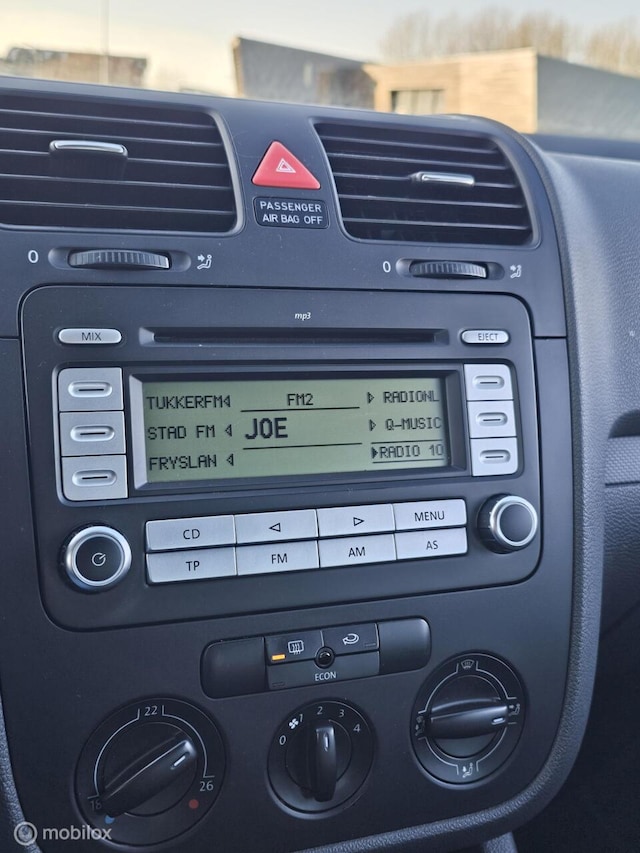 PASSENGER
AIR BAG OFF
0
0
mp3
MIX
EJECT
TUKKERFM FM2 RADIONL
STAD FM JOE Q-MUSIC
FRYSLAN RADIO 10
CD MENU
TP FM AM AS
ECON
22
18
26
0 1 2 3 4
mobilox